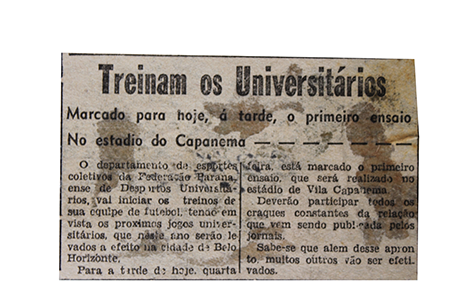 Treinam os Universitários
Marcado para hoje, á tarde, o primeiro ensaio
No estadio do Capanema — — — — — — —
O departamento de esportes
coletivos da Federação Parana-
ense de Desportos Universitá-
rios, vai iniciar os treinos de
sua equipe de futebol, tendo em
vista os proximos jogos univer-
sitários, que neste ano serão le-
vados a efeito na cidade de Belo
Horizonte.
Para a tarde de hoje, quarta
feira, está marcado o primeiro
ensaio, que será realizado no
estádio de Vila Capanema.
Deverão participar todos os
craques constantes da relação
que vem sendo publicada pelos
jornais.
Sabe-se que alem desse apron
to muitos outros vão ser efeti-
vados.